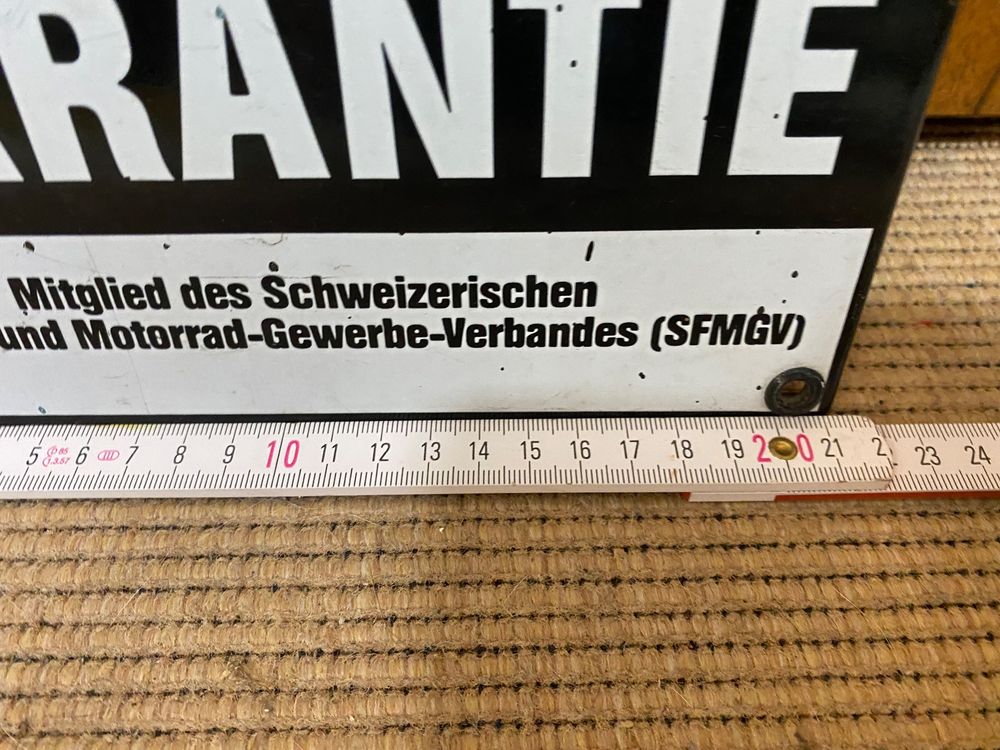 RANTIE
Mitglied des Schweizerischen
und Motorrad-Gewerbe-Verbandes (SFMGV)
5 6 7 8 9 10 11 12 13 14 15 16 17 18 19 20 21 2 23 24